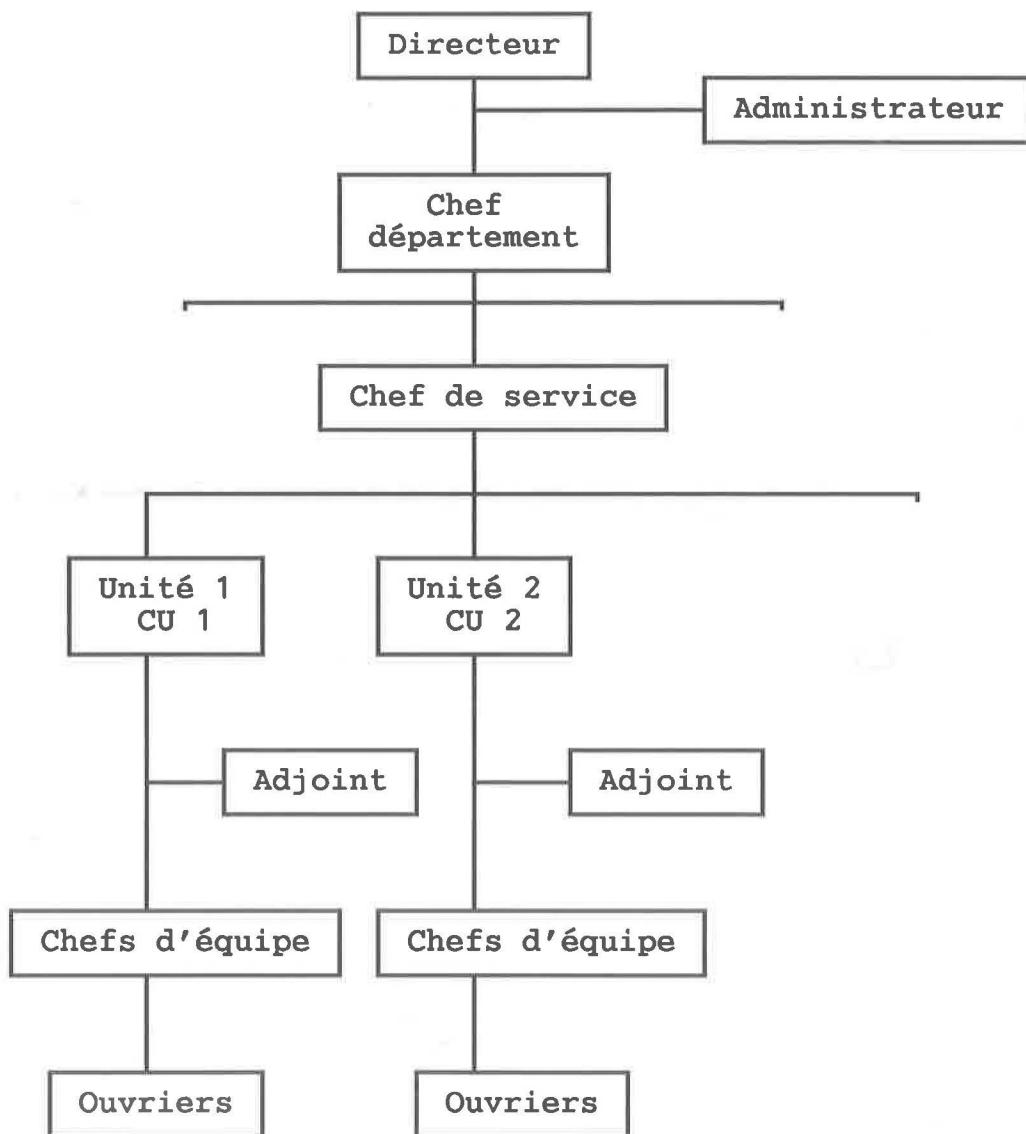 Directeur
Administrateur
Chef
département
Chef de service
Unité 1
CU 1
Unité 2
CU 2
Adjoint
Adjoint
Chefs d'équipe
Chefs d'équipe
Ouvriers
Ouvriers